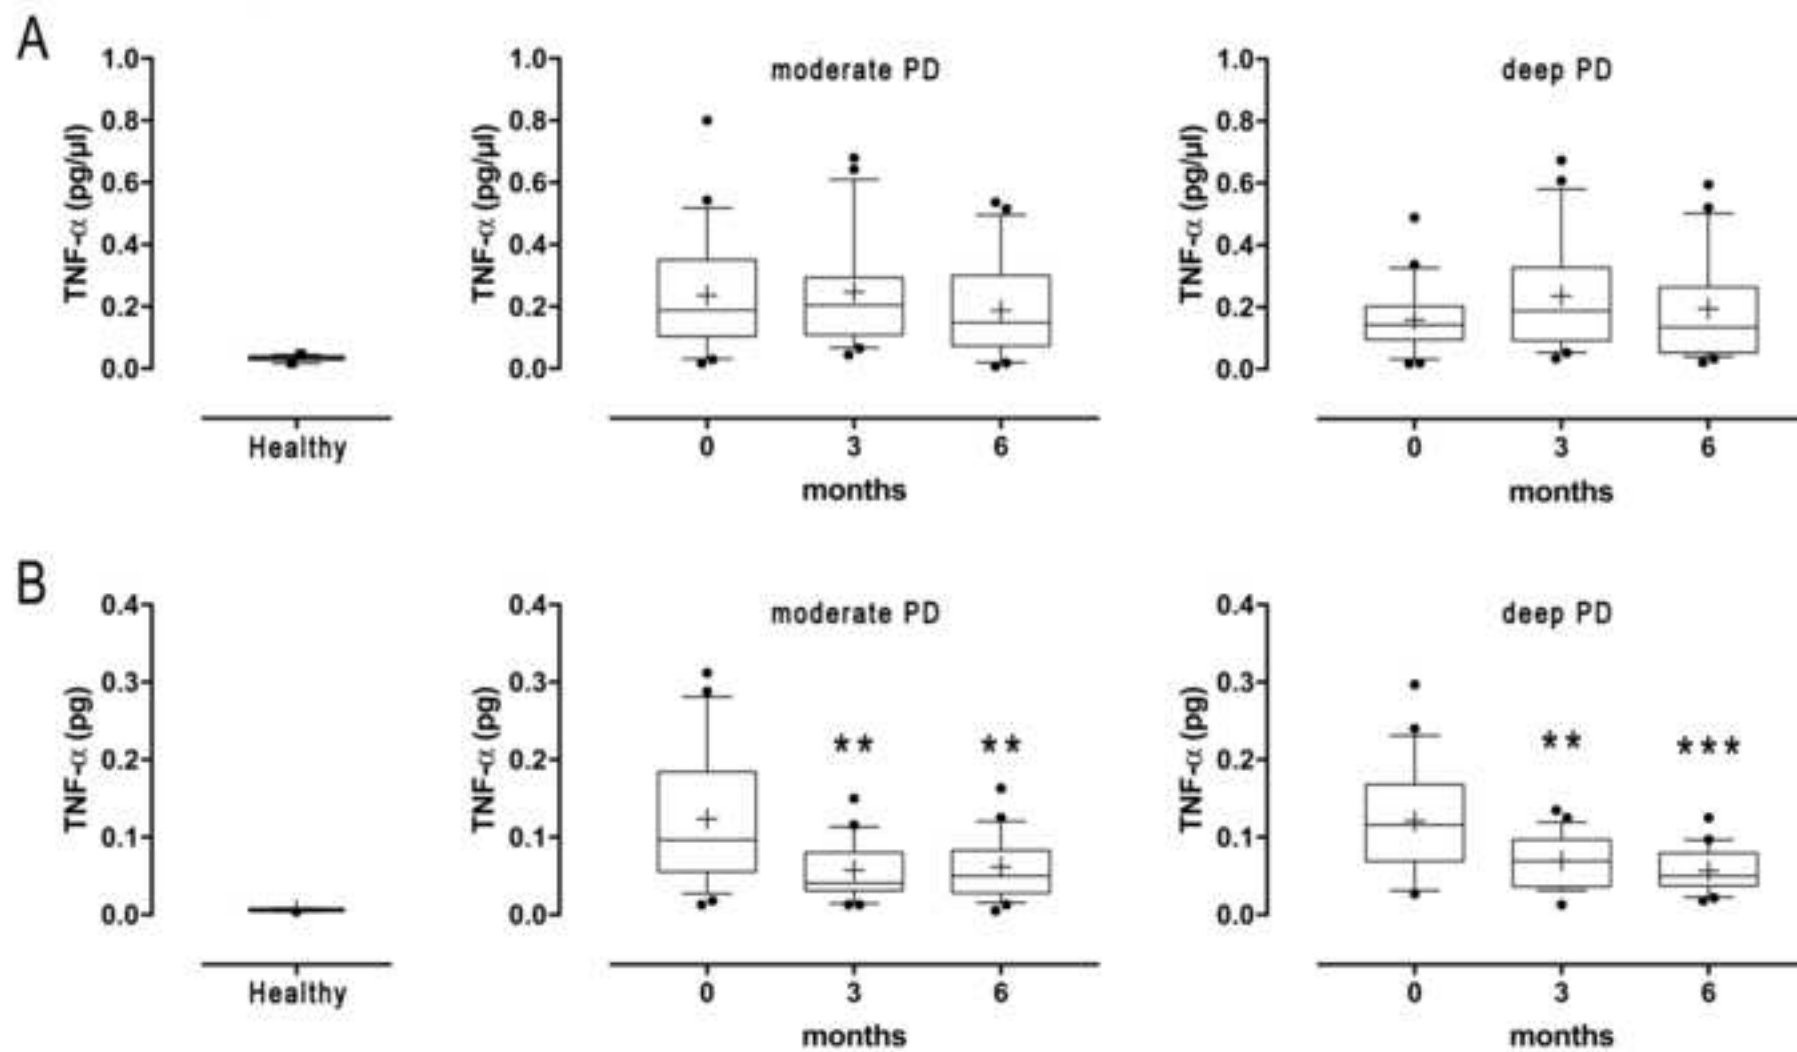 A
TNF-α (pg/µl)
1.0
0.8
0.6
0.4
0.2
0.0
Healthy
moderate PD
TNF-α (pg/µl)
1.0
0.8
0.6
0.4
0.2
0.0
0 3 6
months
deep PD
TNF-α (pg/µl)
1.0
0.8
0.6
0.4
0.2
0.0
0 3 6
months
B
TNF-α (pg)
0.4
0.3
0.2
0.1
0.0
Healthy
moderate PD
TNF-α (pg)
0.4
0.3
0.2
0.1
0.0
** **
0 3 6
months
deep PD
TNF-α (pg)
0.4
0.3
0.2
0.1
0.0
** ***
0 3 6
months